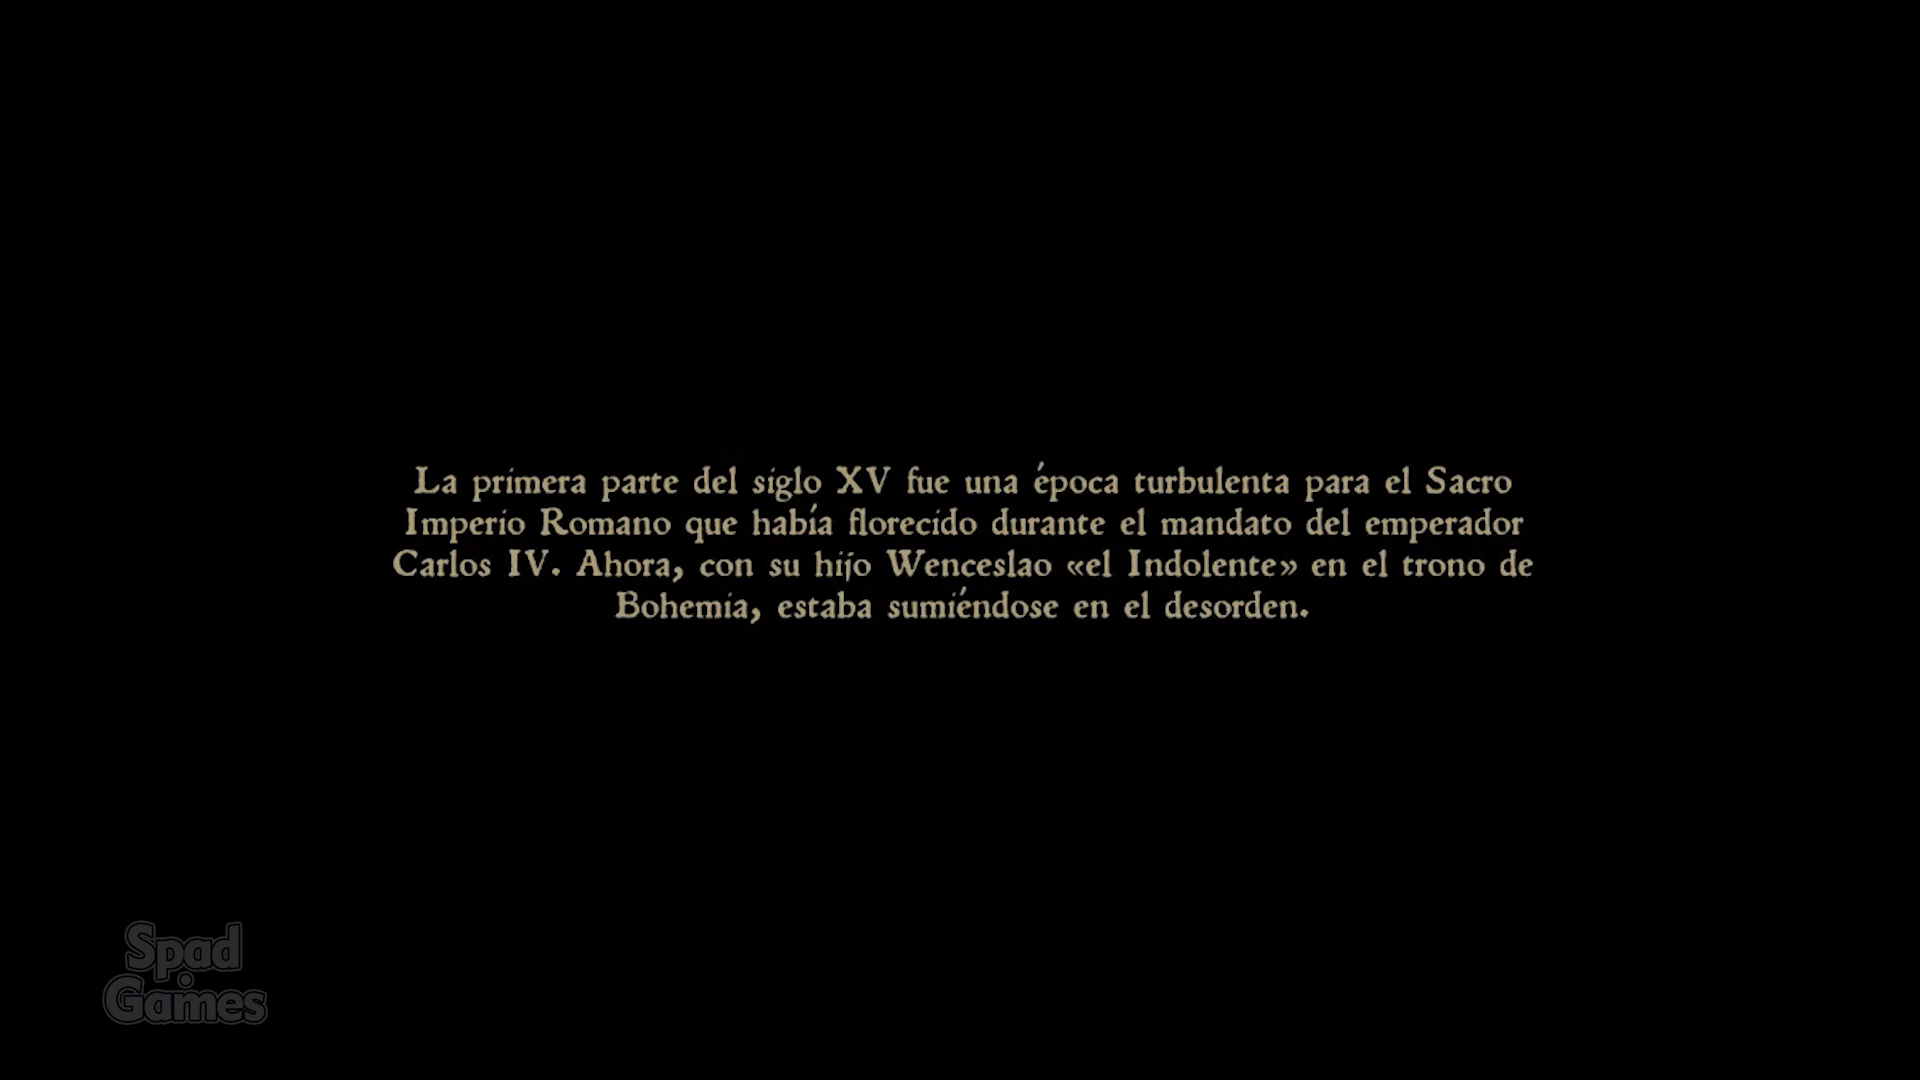 La primera parte del siglo XV fue una época turbulenta para el Sacro
Imperio Romano que había florecido durante el mandato del emperador
Carlos IV. Ahora, con su hijo Wenceslao «el Indolente» en el trono de
Bohemia, estaba sumiéndose en el desorden.
Spad
Games